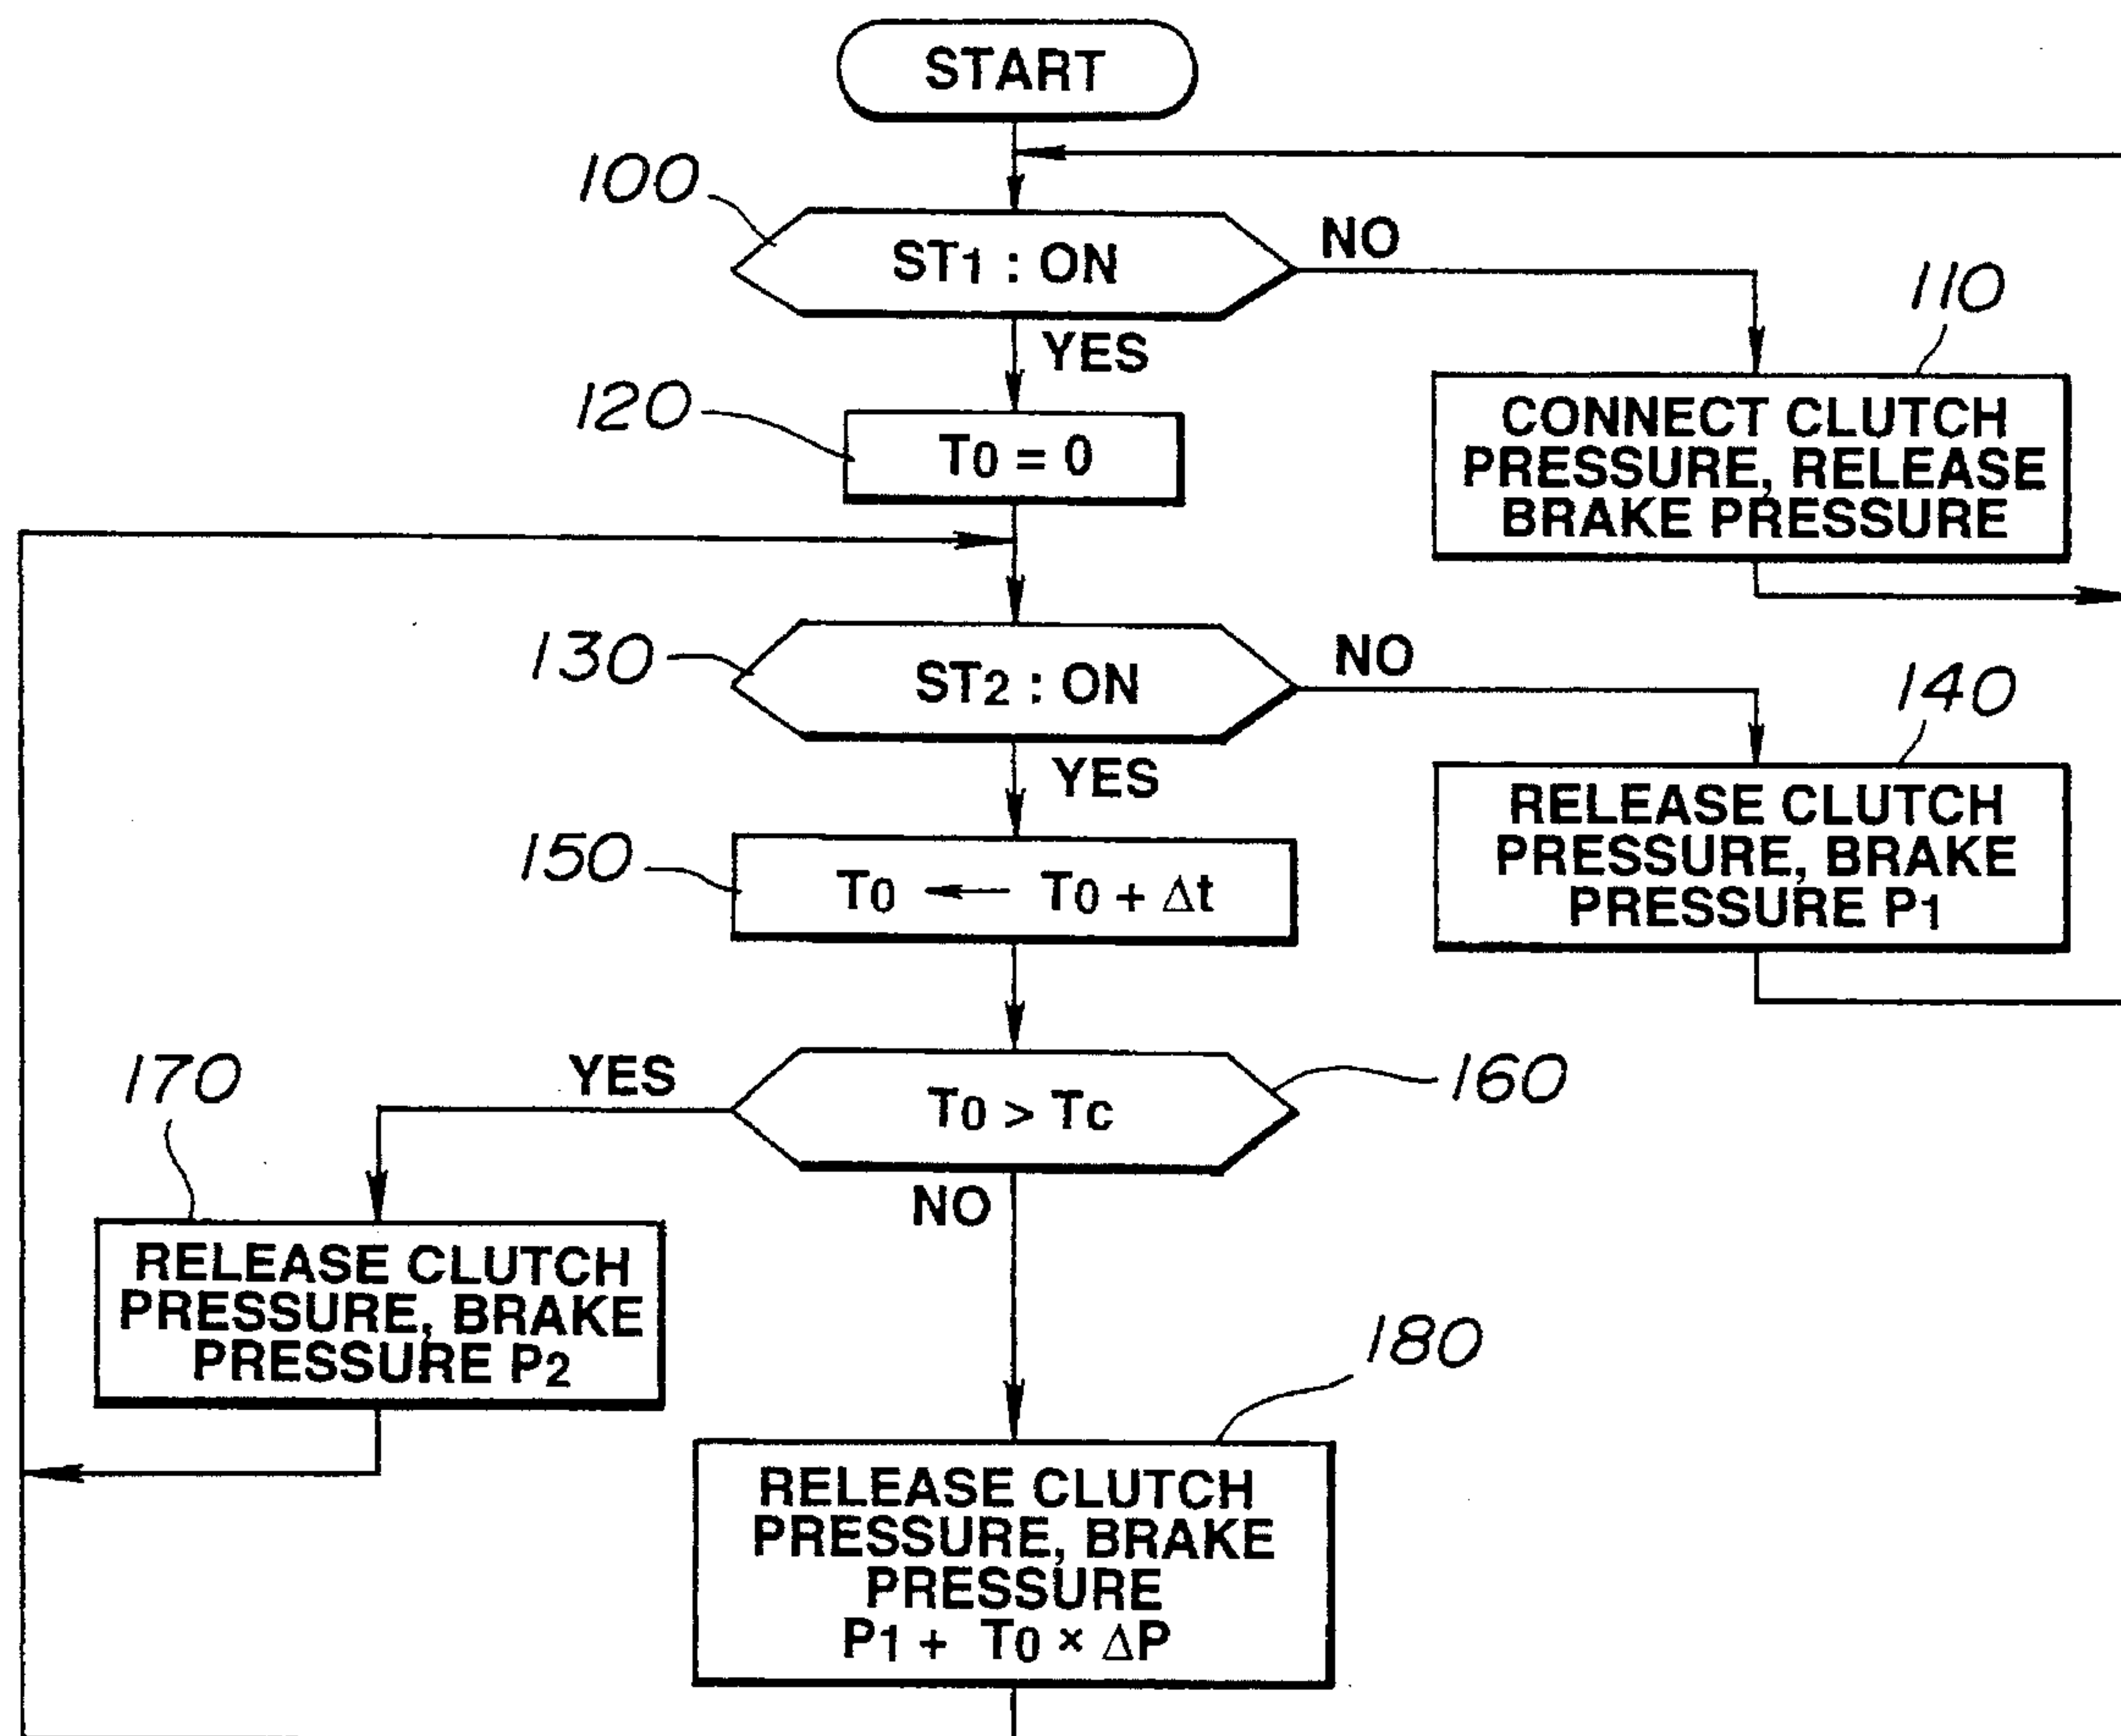 START
100
ST1 : ON
NO
110
YES
CONNECT CLUTCH
PRESSURE, RELEASE
BRAKE PRESSURE
120
T0 = 0
130
ST2 : ON
NO
140
YES
RELEASE CLUTCH
PRESSURE, BRAKE
PRESSURE P1
150
T0 ← T0 + Δt
170
YES
T0 > Tc
160
NO
RELEASE CLUTCH
PRESSURE, BRAKE
PRESSURE P2
180
RELEASE CLUTCH
PRESSURE, BRAKE
PRESSURE
P1 + T0 × ΔP